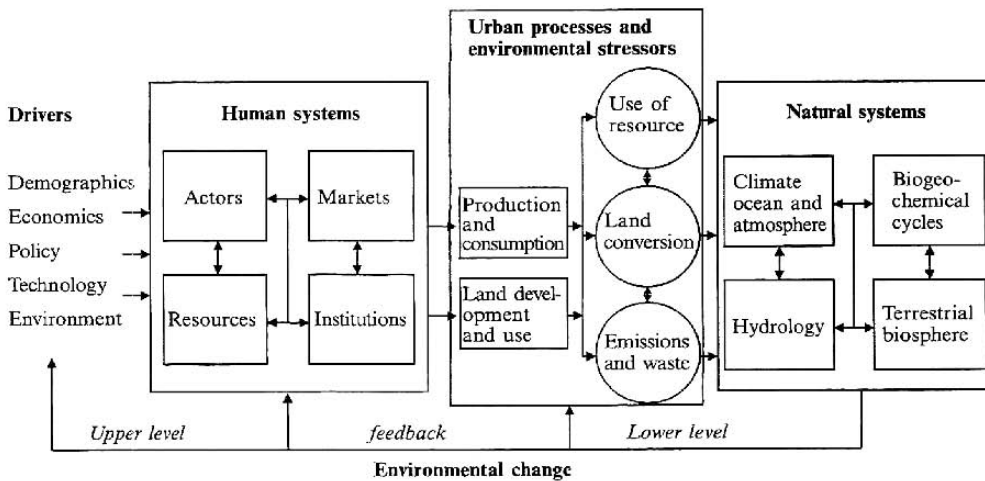 Drivers
Demographics
Economics
Policy
Technology
Environment
Human systems
Actors
Markets
Resources
Institutions
Urban processes and
environmental stressors
Production
and
consumption
Land devel-
opment
and use
Use of
resource
Land
conversion
Emissions
and waste
Natural systems
Climate
ocean and
atmosphere
Biogeo-
chemical
cycles
Hydrology
Terrestrial
biosphere
Upper level
feedback
Lower level
Environmental change